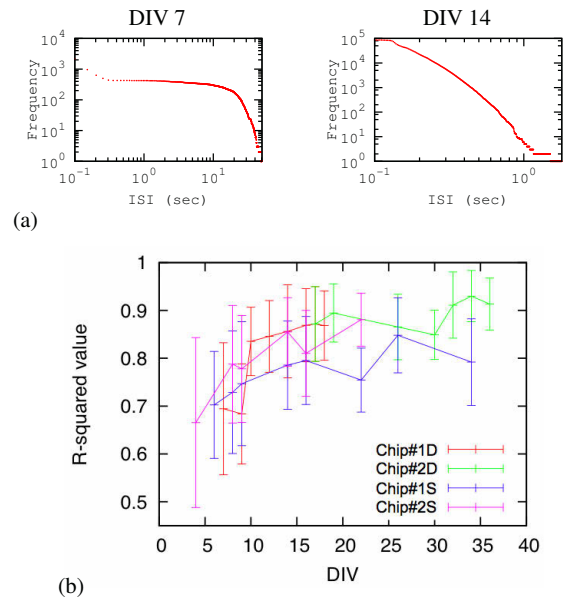 DIV 7
DIV 14
Frequency
10^4
10^3
10^2
10^1
10^0
10^-1
10^0
10^1
ISI (sec)
Frequency
10^5
10^4
10^3
10^2
10^1
10^0
10^-1
10^0
ISI (sec)
(a)
R-squared value
1
0.9
0.8
0.7
0.6
0.5
Chip#1D
Chip#2D
Chip#1S
Chip#2S
0 5 10 15 20 25 30 35 40
DIV
(b)